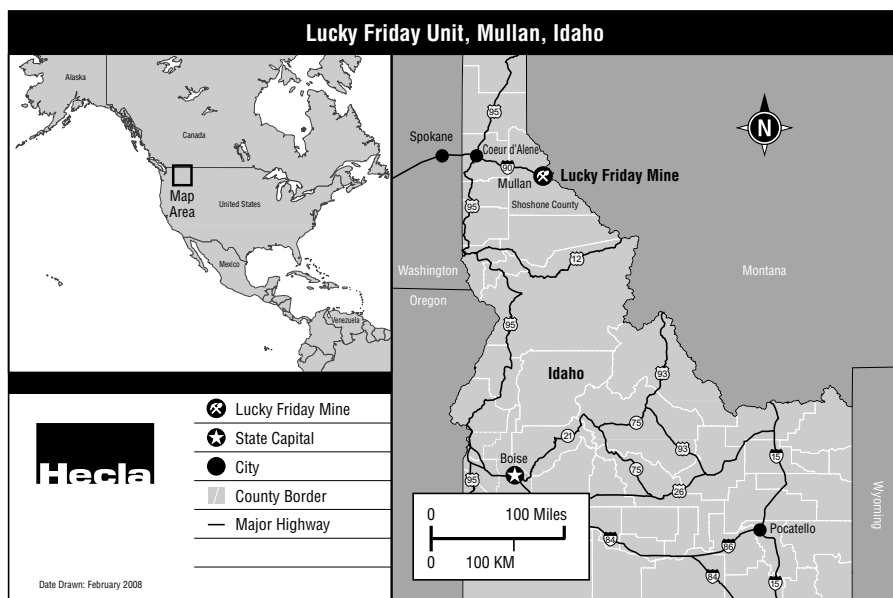 Lucky Friday Unit, Mullan, Idaho
Alaska
Canada
United States
Map
Area
Mexico
Venezuela
N
95
Spokane
Coeur d'Alene
90
Mullan
Lucky Friday Mine
Shoshone County
95
12
Washington
Montana
Oregon
95
93
Idaho
75
21
93
15
Boise
75
95
26
Wyoming
Pocatello
84
86
84
15
0 100 Miles
0 100 KM
Hecla
Lucky Friday Mine
State Capital
City
County Border
Major Highway
Date Drawn: February 2008